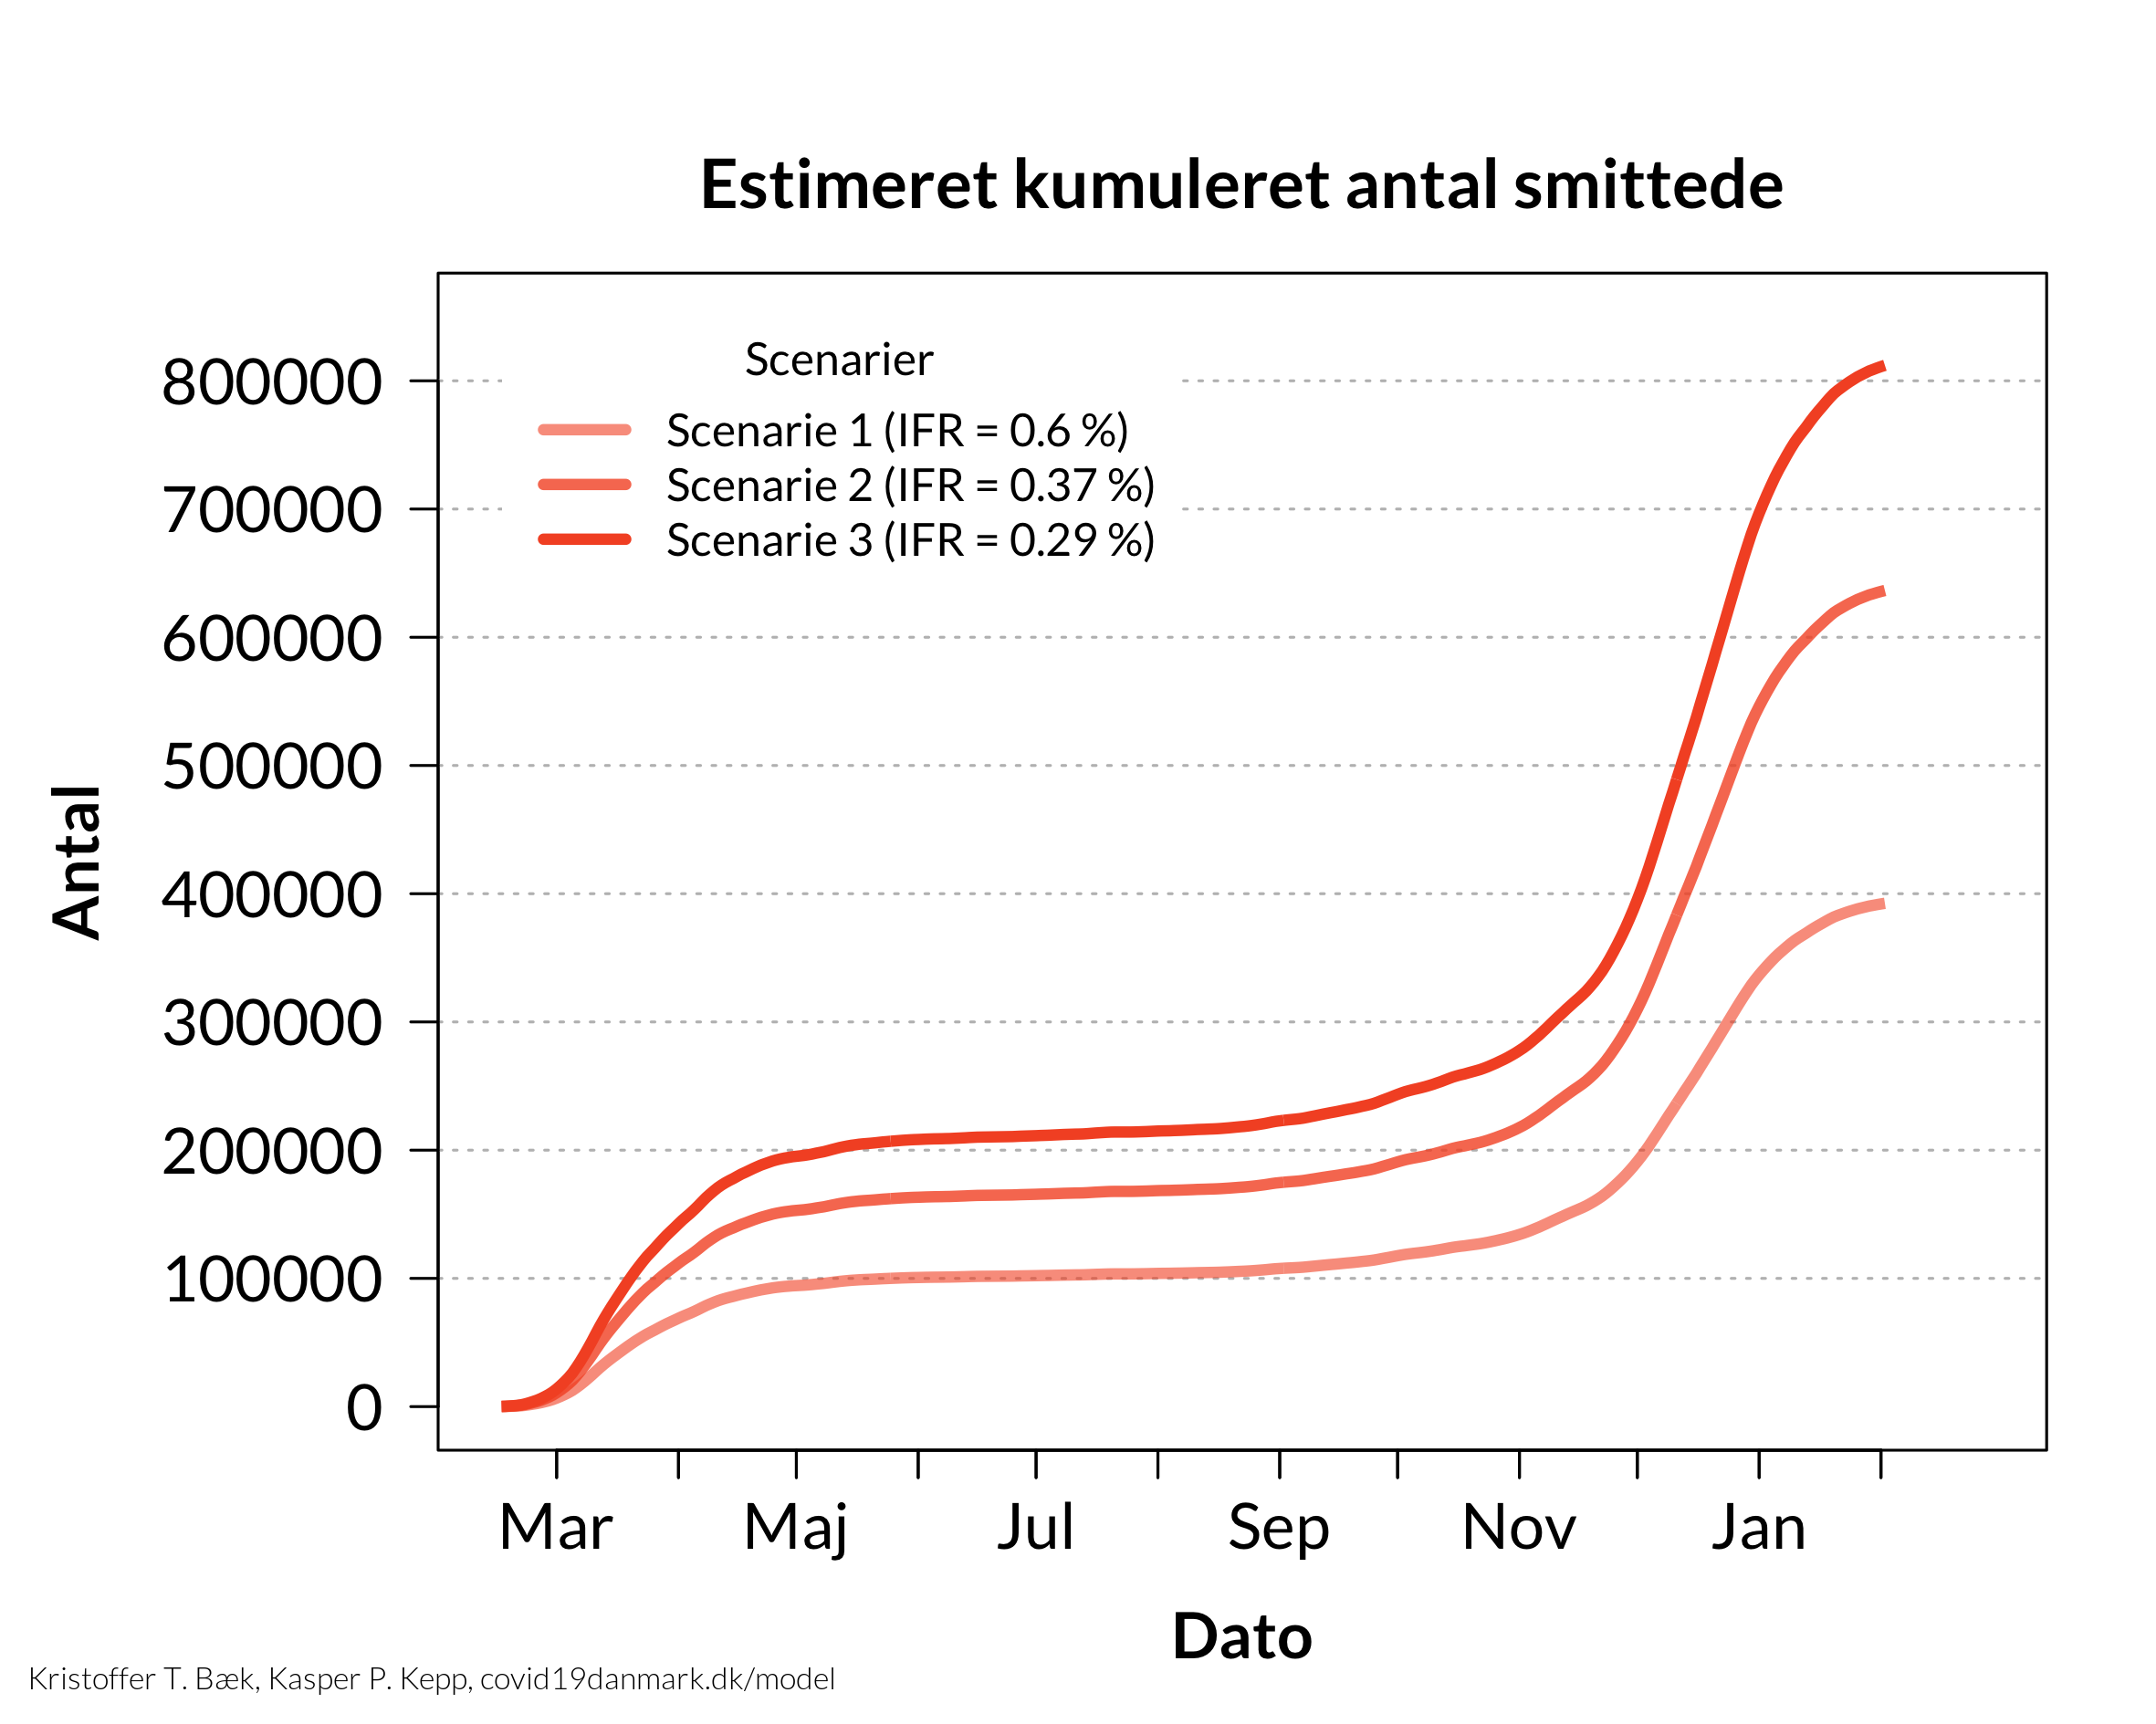 Estimeret kumuleret antal smittede
Scenarier
Scenarie 1 (IFR = 0.6 %)
Scenarie 2 (IFR = 0.37 %)
Scenarie 3 (IFR = 0.29 %)
Antal
800000
700000
600000
500000
400000
300000
200000
100000
0
Mar Maj Jul Sep Nov Jan
Dato
Kristoffer T. Bæk, Kasper P. Kepp, covid19danmark.dk/model